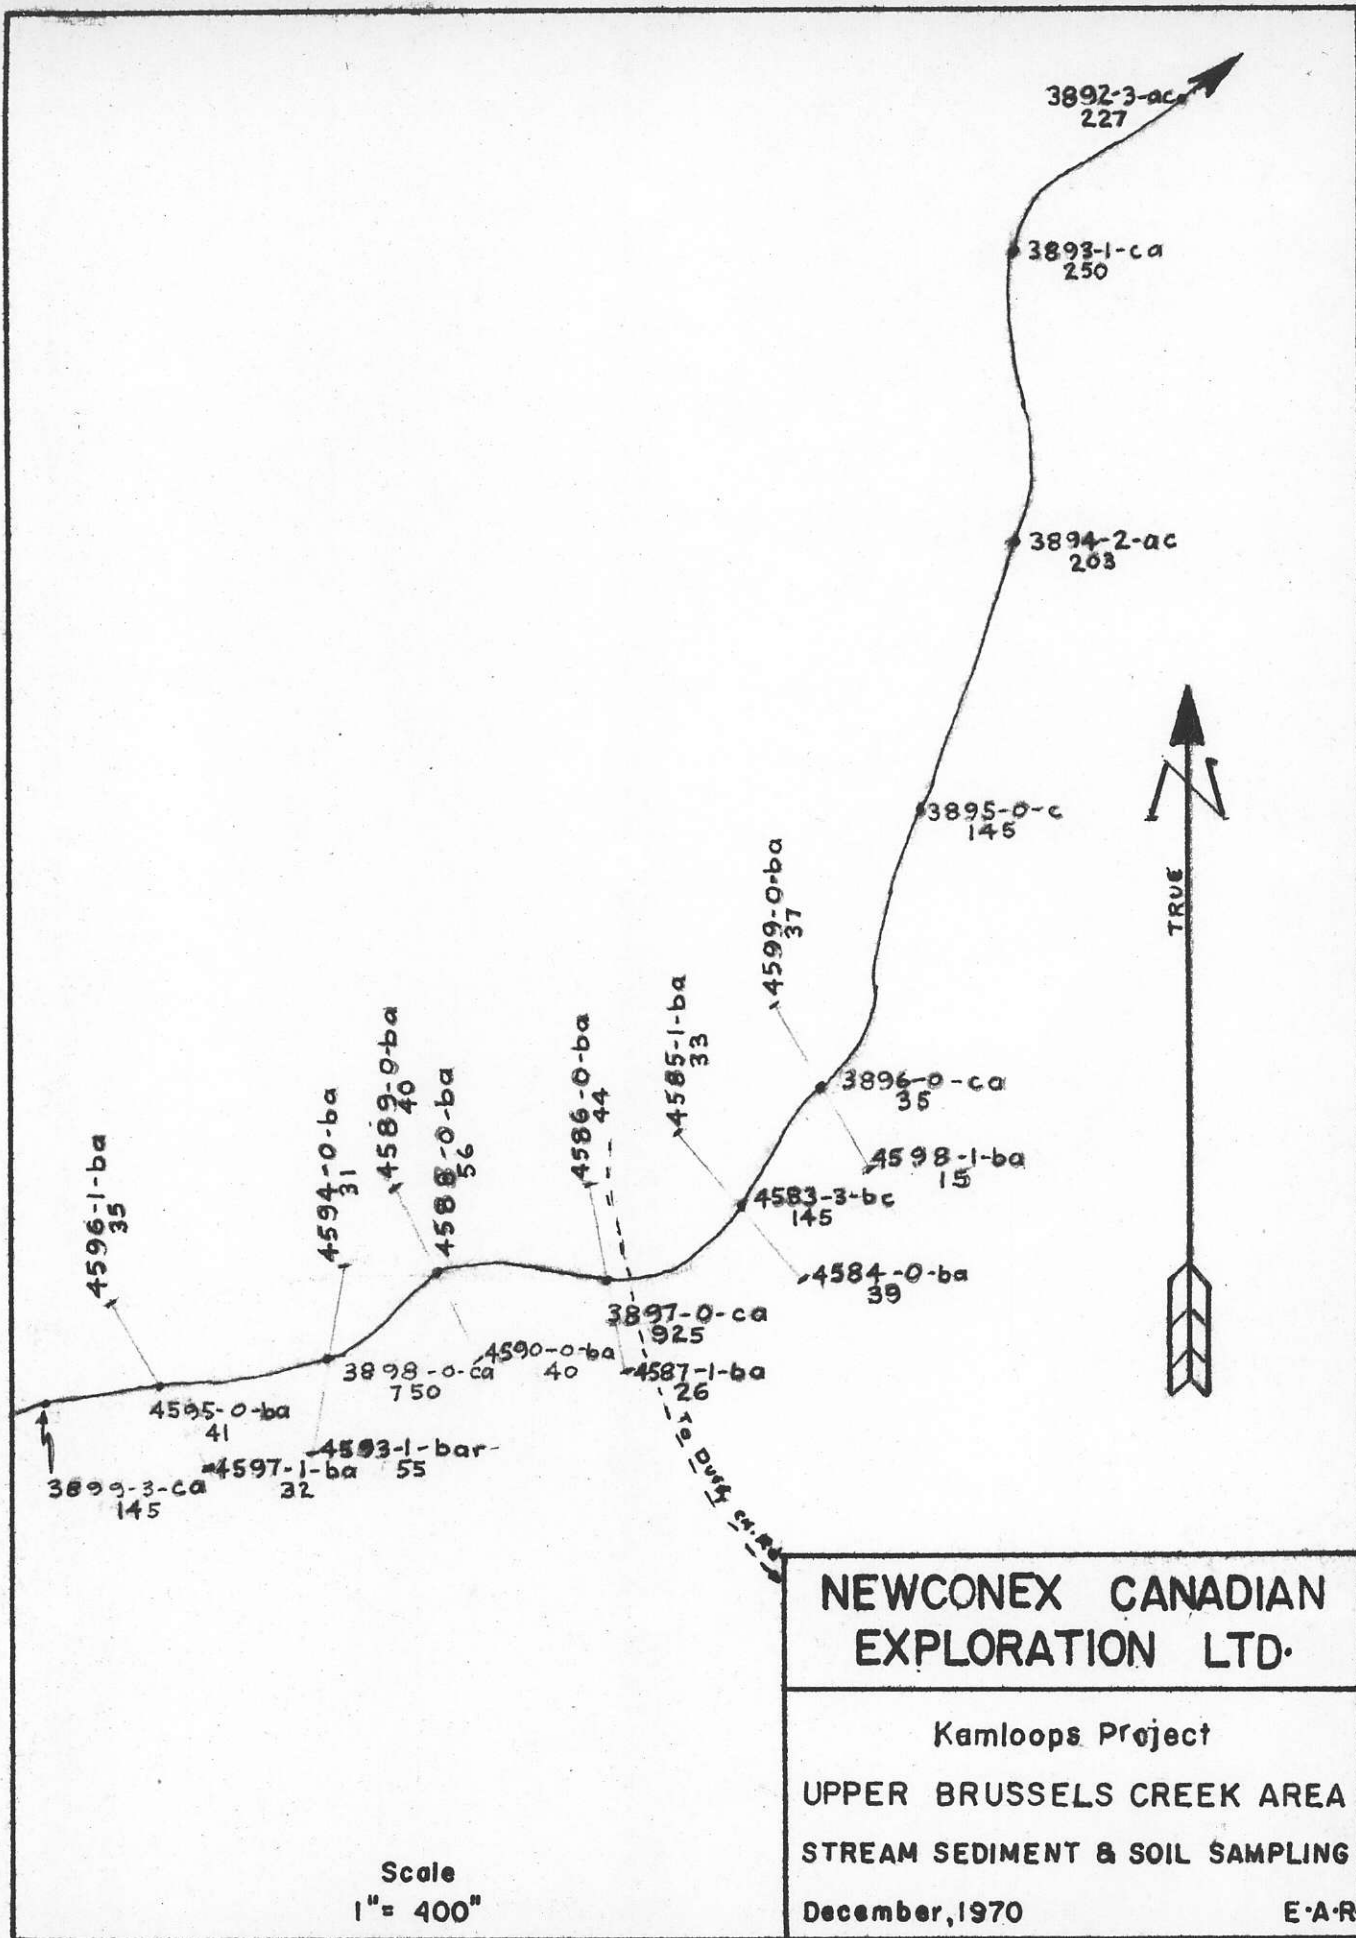 3892-3-ac
227
3893-1-ca
250
3894-2-ac
203
N
TRUE
3895-0-c
145
4599-0-ba
37
3896-0-ca
35
4598-1-ba
15
4585-1-ba
33
4583-3-bc
145
4584-0-ba
39
4586-0-ba
44
3897-0-ca
925
4587-1-ba
26
4589-0-ba
40
4588-0-ba
56
4590-0-ba
40
4594-0-ba
31
3898-0-ca
750
4593-1-bar
55
4596-1-ba
35
4595-0-ba
41
4597-1-ba
32
3899-3-ca
145
To Duffy Ck. Rd
NEWCONEX CANADIAN
EXPLORATION LTD.
Kamloops Project
UPPER BRUSSELS CREEK AREA
STREAM SEDIMENT & SOIL SAMPLING
December, 1970 E.A.R
Scale
1" = 400"